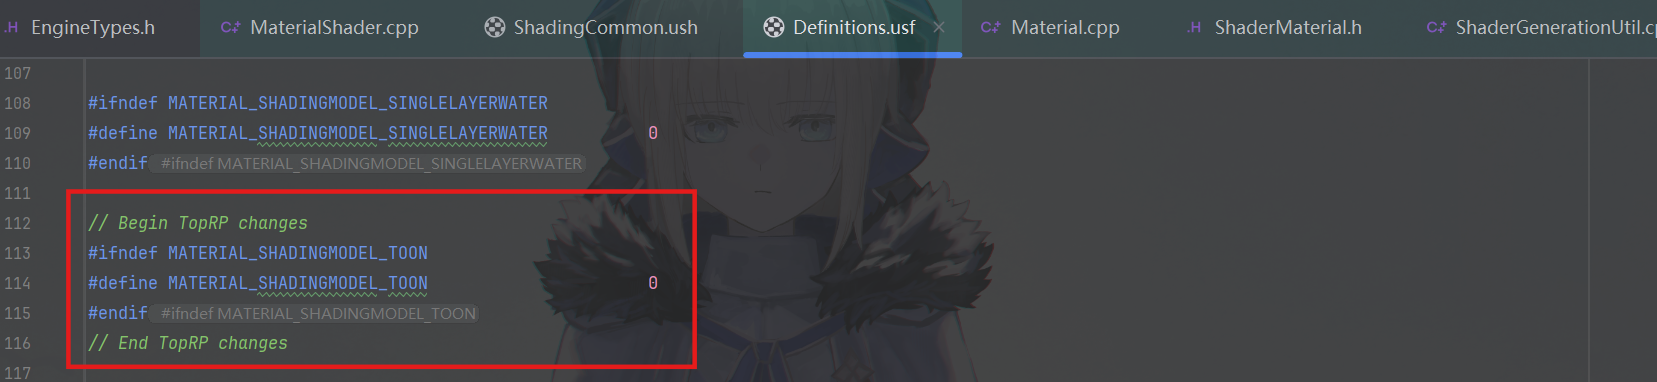 .H EngineTypes.h C+ MaterialShader.cpp ShadingCommon.ush Definitions.usf × C+ Material.cpp .H ShaderMaterial.h C+ ShaderGenerationUtil.cp
107
108 #ifndef MATERIAL_SHADINGMODEL_SINGLELAYERWATER
109 #define MATERIAL_SHADINGMODEL_SINGLELAYERWATER 0
110 #endif #ifndef MATERIAL_SHADINGMODEL_SINGLELAYERWATER
111
112 // Begin TopRP changes
113 #ifndef MATERIAL_SHADINGMODEL_TOON
114 #define MATERIAL_SHADINGMODEL_TOON 0
115 #endif #ifndef MATERIAL_SHADINGMODEL_TOON
116 // End TopRP changes
117